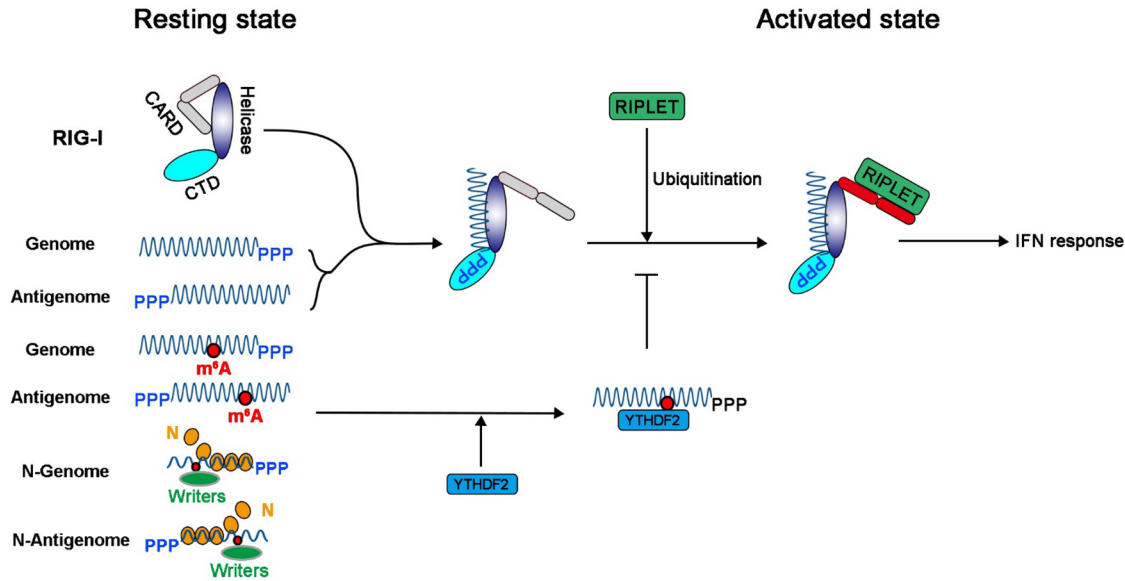 Resting state
Activated state
RIG-I
CARD
Helicase
CTD
RIPLET
Ubiquitination
RIPLET
Genome
PPP
PPP
PPP
IFN response
Antigenome
PPP
Genome
PPP
m⁶A
Antigenome
PPP
m⁶A
PPP
YTHDF2
N
N-Genome
PPP
YTHDF2
Writers
N
N-Antigenome
PPP
Writers